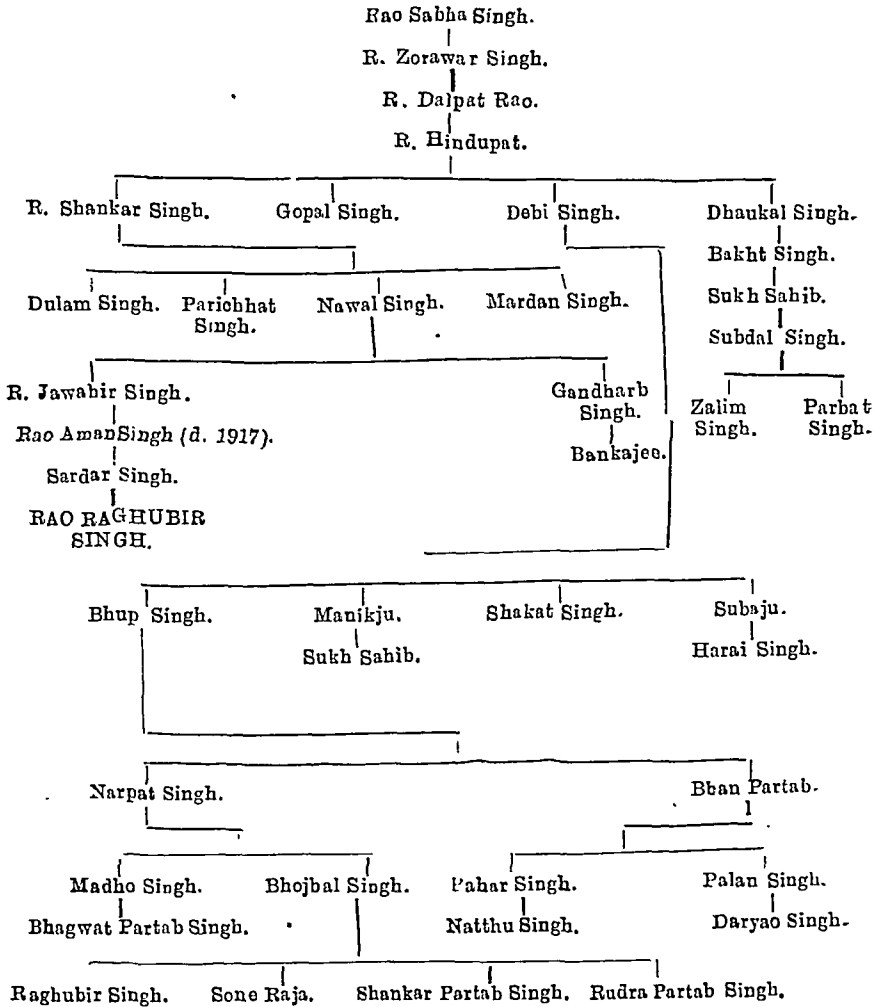 Rao Sabha Singh.
R. Zorawar Singh.
R. Dalpat Rao.
R. Hindupat.
R. Shankar Singh. Gopal Singh. Debi Singh. Dhaukal Singh.
Bakht Singh.
Dulam Singh. Parichhat Singh. Nawal Singh. Mardan Singh. Sukh Sahib.
Subdal Singh.
R. Jawahir Singh. Gandharb Singh. Zalim Singh. Parbat Singh.
Rao Aman Singh (d. 1917).
Bankajee.
Sardar Singh.
RAO RAGHUBIR
SINGH.
Bhup Singh. Manikju. Shakat Singh. Subaju.
Sukh Sahib. Harai Singh.
Narpat Singh. Bhan Partab.
Madho Singh. Bhojbal Singh. Pahar Singh. Palan Singh.
Bhagwat Partab Singh. Natthu Singh. Daryao Singh.
Raghubir Singh. Sone Raja. Shankar Partab Singh. Rudra Partab Singh.